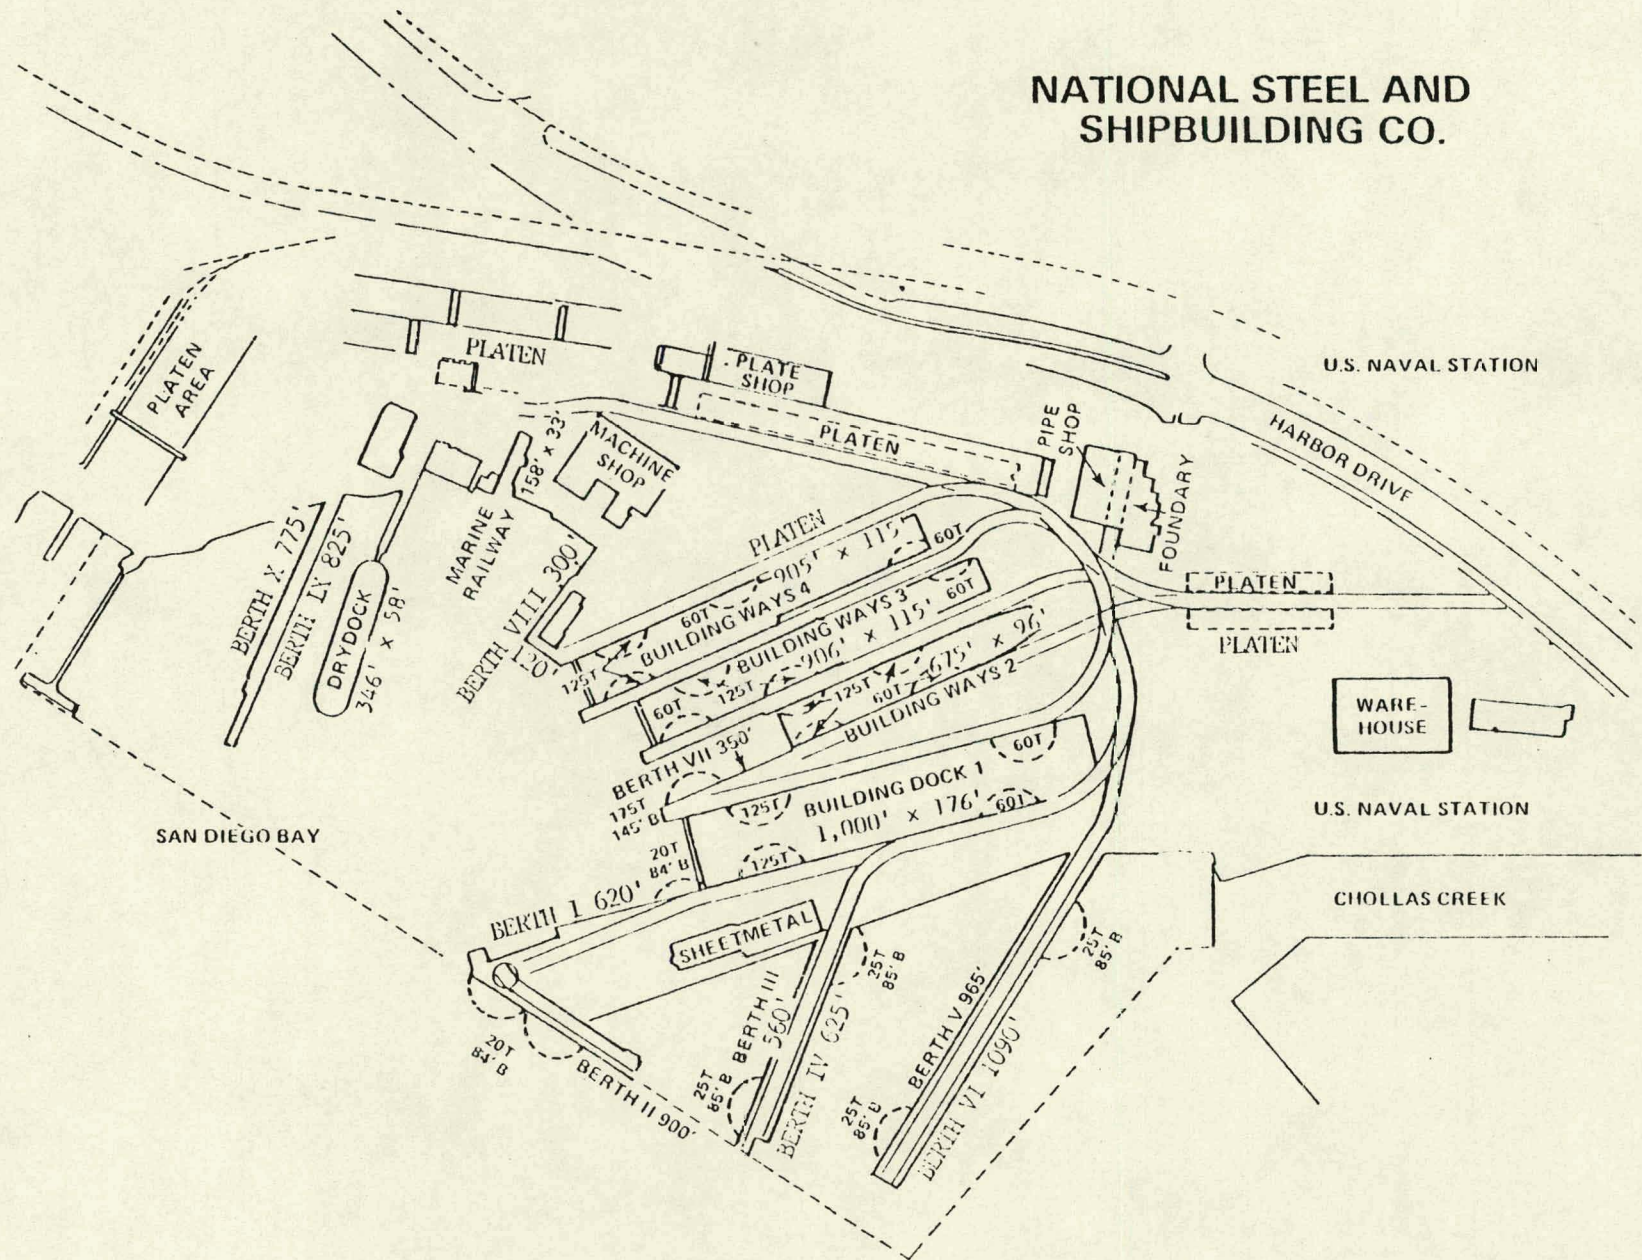 NATIONAL STEEL AND
SHIPBUILDING CO.
U.S. NAVAL STATION
HARBOR DRIVE
PLATEN
AREA
PLATEN
PLATE
SHOP
PLATEN
PIPE
SHOP
FOUNDARY
MACHINE
SHOP
158' x 33'
MARINE
RAILWAY
BERTH X 775'
BERTH IX 825'
DRYDOCK
346' x 58'
BERTH VIII 300'
120'
PLATEN
905' x 115'
60T
60T
BUILDING WAYS 4
125T
BUILDING WAYS 3
906' x 115'
60T
60T
125T
675' x 96'
125T
60T
BUILDING WAYS 2
BERTH VII 350'
175T
145' B
PLATEN
PLATEN
WARE-
HOUSE
U.S. NAVAL STATION
CHOLLAS CREEK
60T
125T
BUILDING DOCK 1
1,000' x 176'
60T
125T
20T
84' B
SAN DIEGO BAY
BERTH I 620'
SHEETMETAL
20T
84' B
BERTH II 900'
BERTH III
560'
25T
85' B
BERTH IV 625'
25T
85' B
BERTH V 965'
25T
85' B
BERTH VI 1090'
25T
85' B